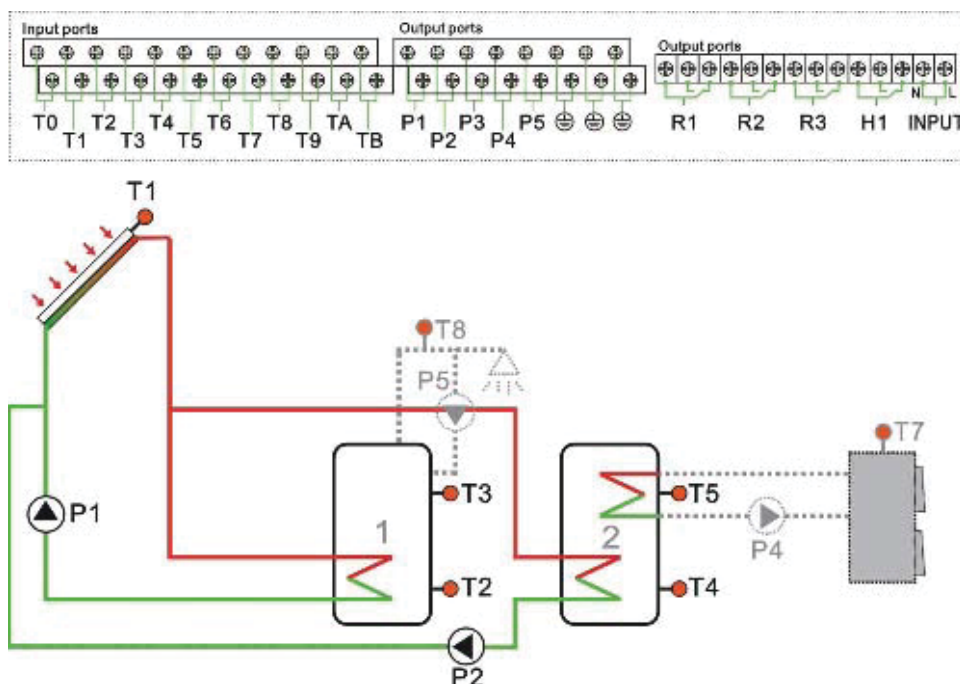 Input ports
Output ports
Output ports
T0 T2 T4 T6 T8 TA
T1 T3 T5 T7 T9 TB
P1 P3 P5
P2 P4
R1 R2 R3 H1 INPUT
N L
T1
T8
P5
T7
T3
T5
P1
1
2
P4
T2
T4
P2